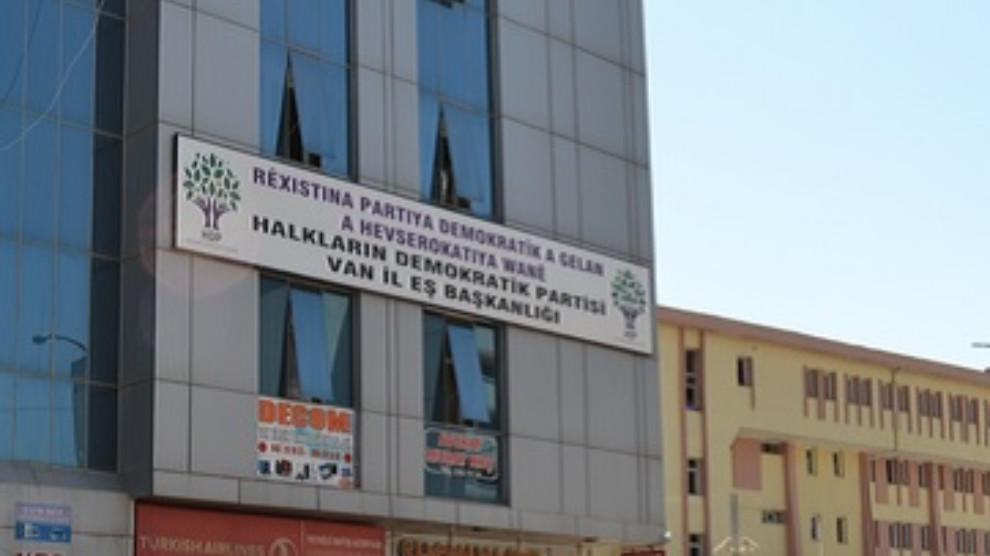 RÊXISTINA PARTIYA DEMOKRATÎK A GELAN
A HEVSEROKATIYA WANÊ
HALKLARIN DEMOKRATİK PARTİSİ
VAN İL EŞ BAŞKANLIĞI
HDP
HDP
DECOM
TURKISH AIRLINES